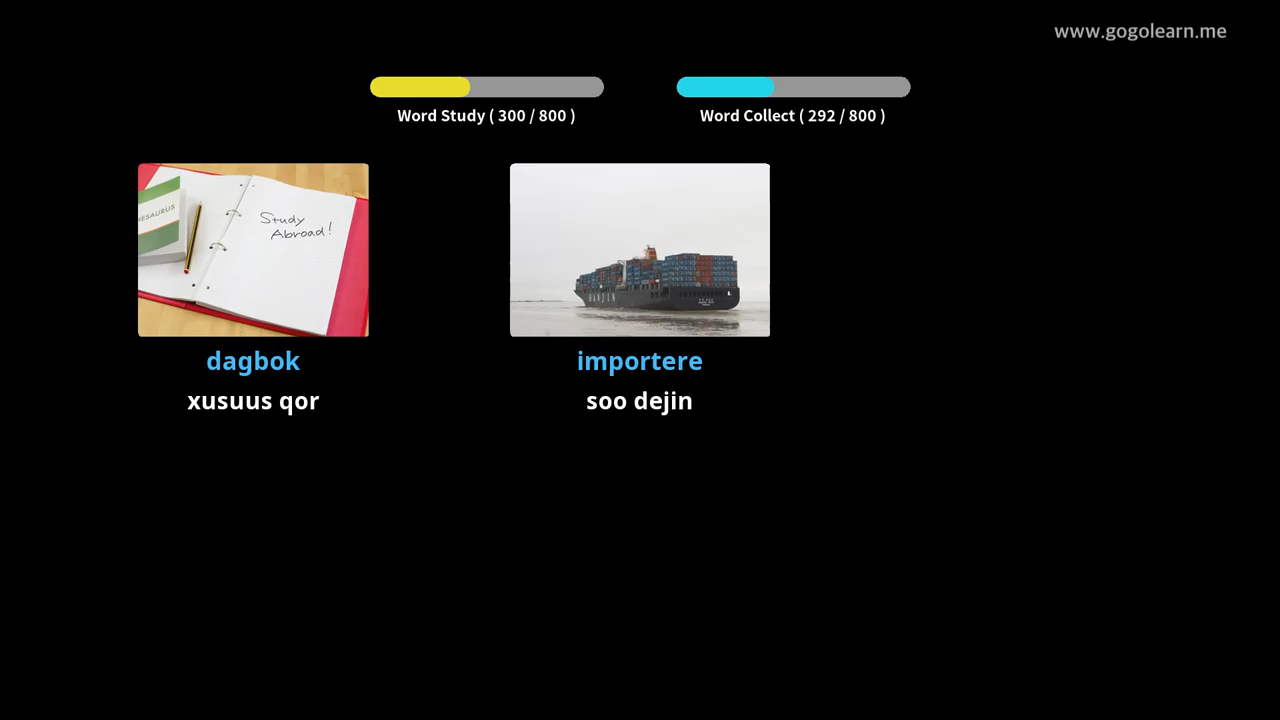 www.gogolearn.me
Word Study ( 300 / 800 )
Word Collect ( 292 / 800 )
THESAURUS
Study
Abroad!
dagbok
importere
xusuus qor
soo dejin